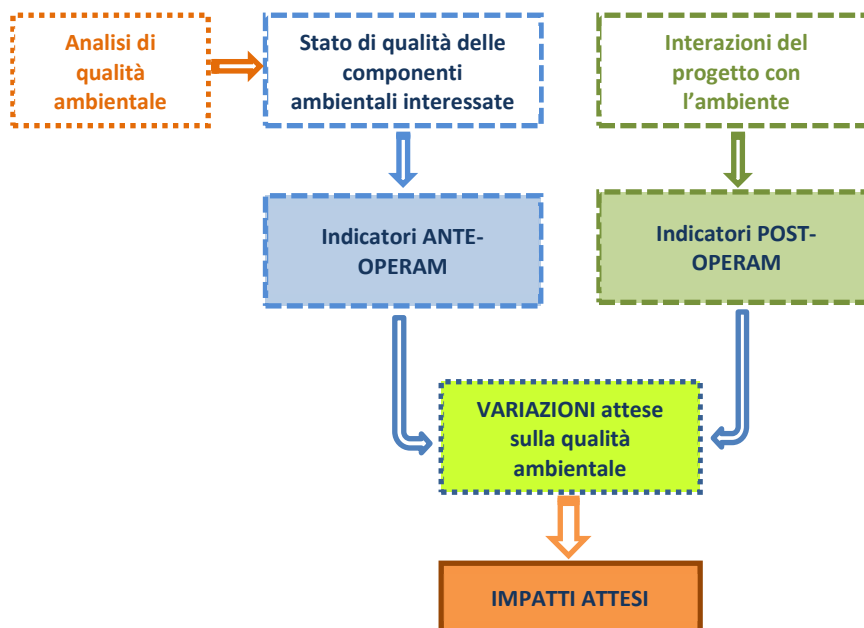 Analisi di
qualità
ambientale
Stato di qualità delle
componenti
ambientali interessate
Interazioni del
progetto con
l’ambiente
Indicatori ANTE-
OPERAM
Indicatori POST-
OPERAM
VARIAZIONI attese
sulla qualità
ambientale
IMPATTI ATTESI